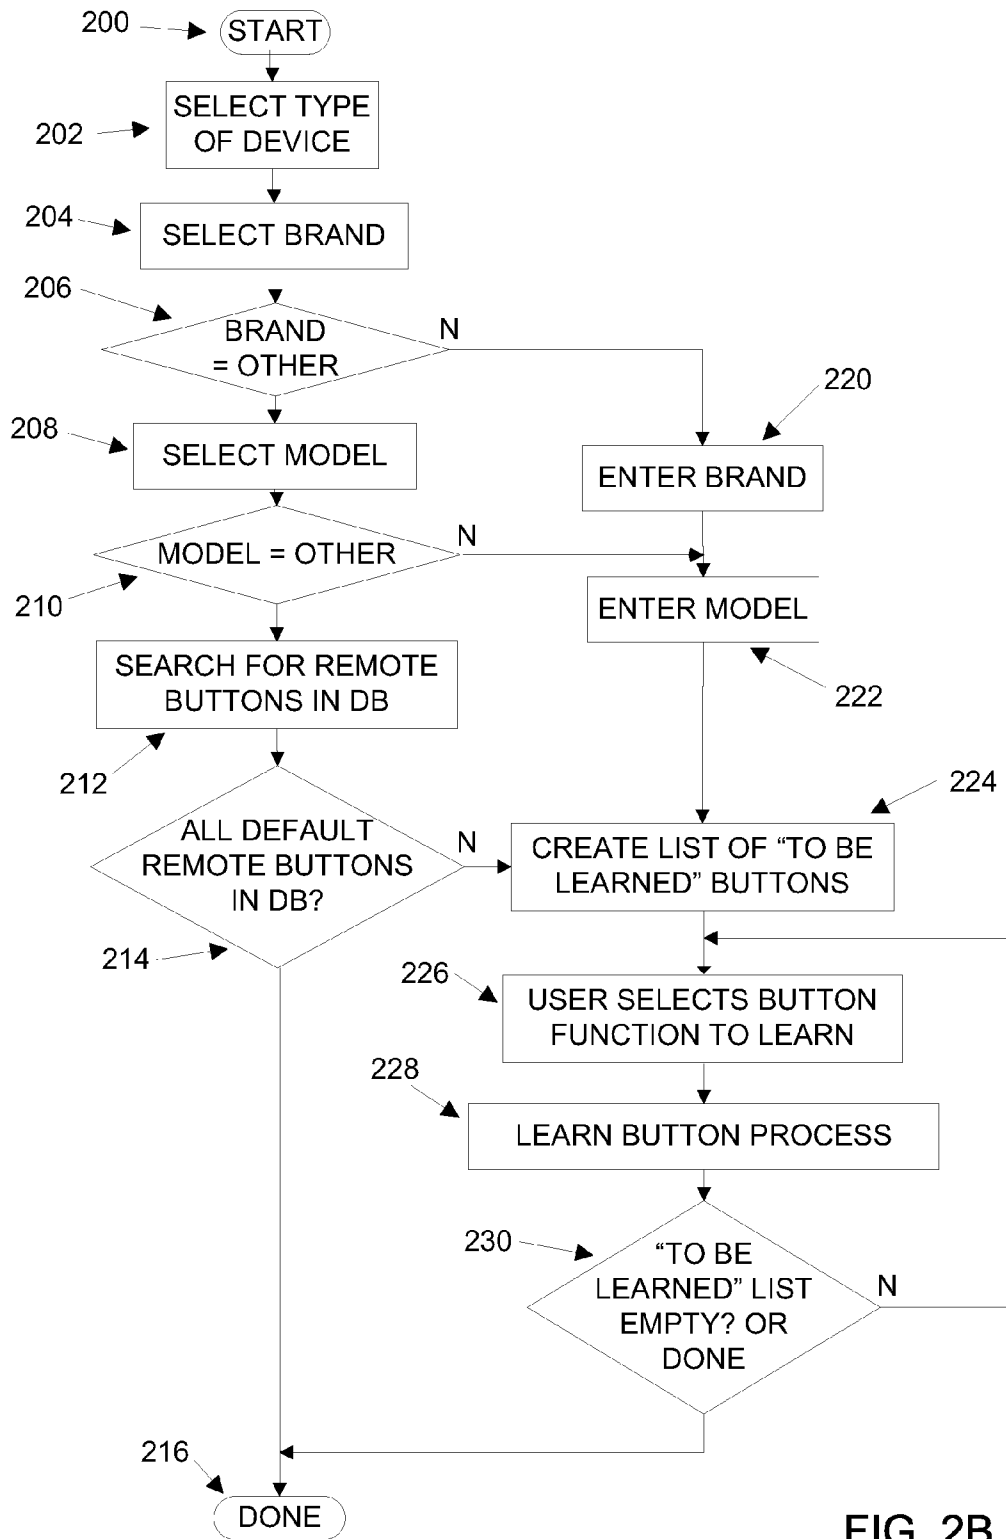 200
START
202
SELECT TYPE
OF DEVICE
204
SELECT BRAND
206
BRAND
= OTHER
N
208
SELECT MODEL
220
ENTER BRAND
210
MODEL = OTHER
N
ENTER MODEL
222
SEARCH FOR REMOTE
BUTTONS IN DB
212
ALL DEFAULT
REMOTE BUTTONS
IN DB?
N
214
224
CREATE LIST OF “TO BE
LEARNED” BUTTONS
226
USER SELECTS BUTTON
FUNCTION TO LEARN
228
LEARN BUTTON PROCESS
230
“TO BE
LEARNED” LIST
EMPTY? OR
DONE
N
216
DONE
FIG. 2B